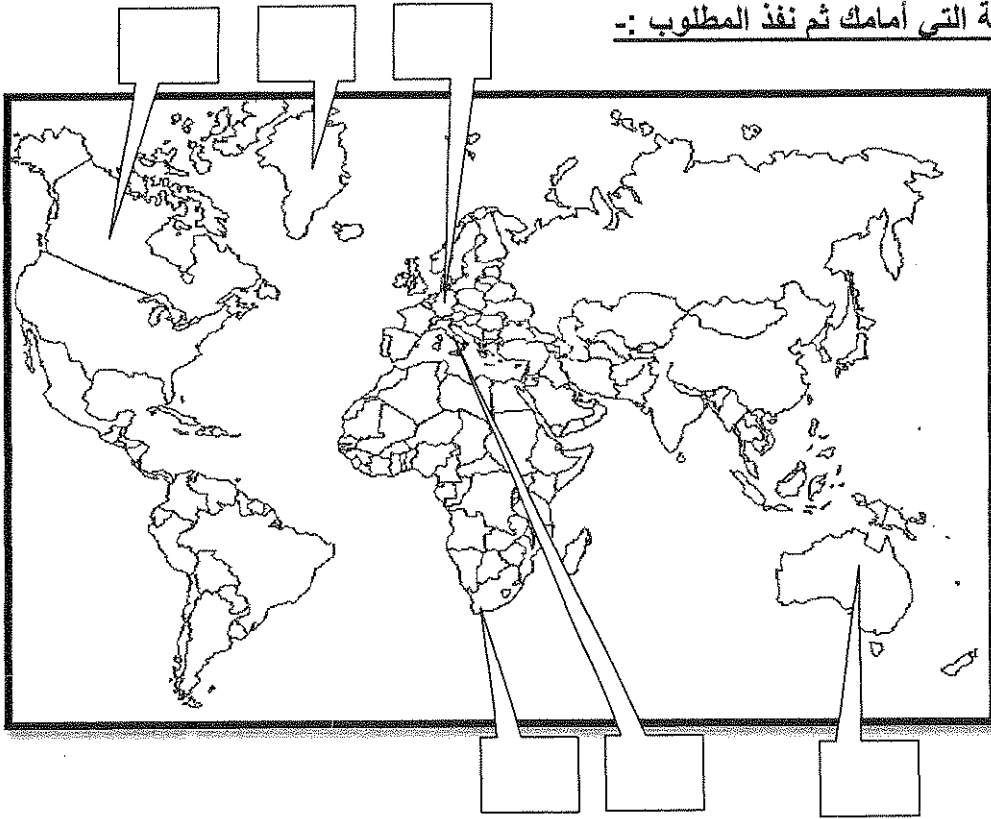 ة التي أمامك ثم نفذ المطلوب :-